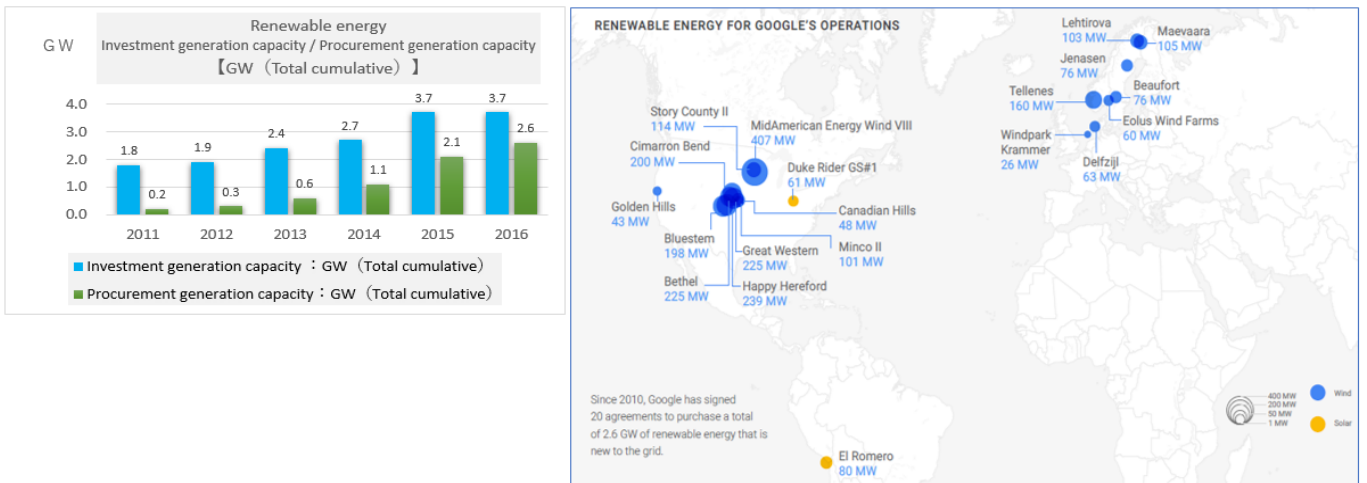 Renewable energy
GW
Investment generation capacity / Procurement generation capacity
【GW（Total cumulative）】
4.0
3.0
2.0
1.0
0.0
1.8
0.2
1.9
0.3
2.4
0.6
2.7
1.1
3.7
2.1
3.7
2.6
2011
2012
2013
2014
2015
2016
Investment generation capacity ：GW（Total cumulative）
Procurement generation capacity：GW（Total cumulative）
RENEWABLE ENERGY FOR GOOGLE'S OPERATIONS
Lehtirova
103 MW
Maevaara
105 MW
Jenasen
76 MW
Tellenes
160 MW
Beaufort
76 MW
Eolus Wind Farms
60 MW
Windpark
Krammer
26 MW
Delfzijl
63 MW
Story County II
114 MW
MidAmerican Energy Wind VIII
407 MW
Cimarron Bend
200 MW
Duke Rider GS#1
61 MW
Golden Hills
43 MW
Canadian Hills
48 MW
Bluestem
198 MW
Great Western
225 MW
Minco II
101 MW
Bethel
225 MW
Happy Hereford
239 MW
Since 2010, Google has signed
20 agreements to purchase a total
of 2.6 GW of renewable energy that is
new to the grid.
El Romero
80 MW
400 MW
200 MW
50 MW
1 MW
Wind
Solar